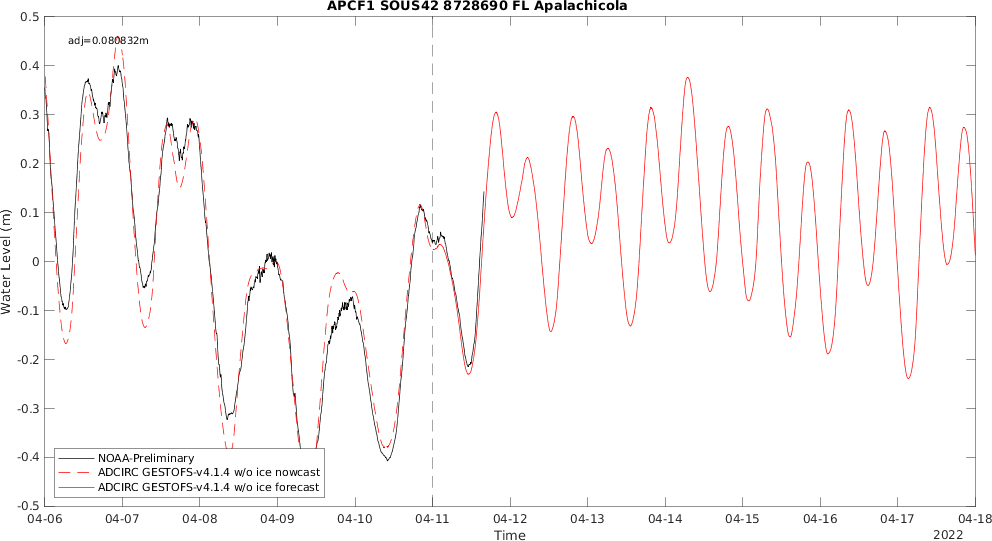 APCF1 SOUS42 8728690 FL Apalachicola
adj=0.080832m
Water Level (m)
0.5
0.4
0.3
0.2
0.1
0
-0.1
-0.2
-0.3
-0.4
-0.5
NOAA-Preliminary
ADCIRC GESTOFS-v4.1.4 w/o ice nowcast
ADCIRC GESTOFS-v4.1.4 w/o ice forecast
04-06 04-07 04-08 04-09 04-10 04-11 04-12 04-13 04-14 04-15 04-16 04-17 04-18
Time
2022